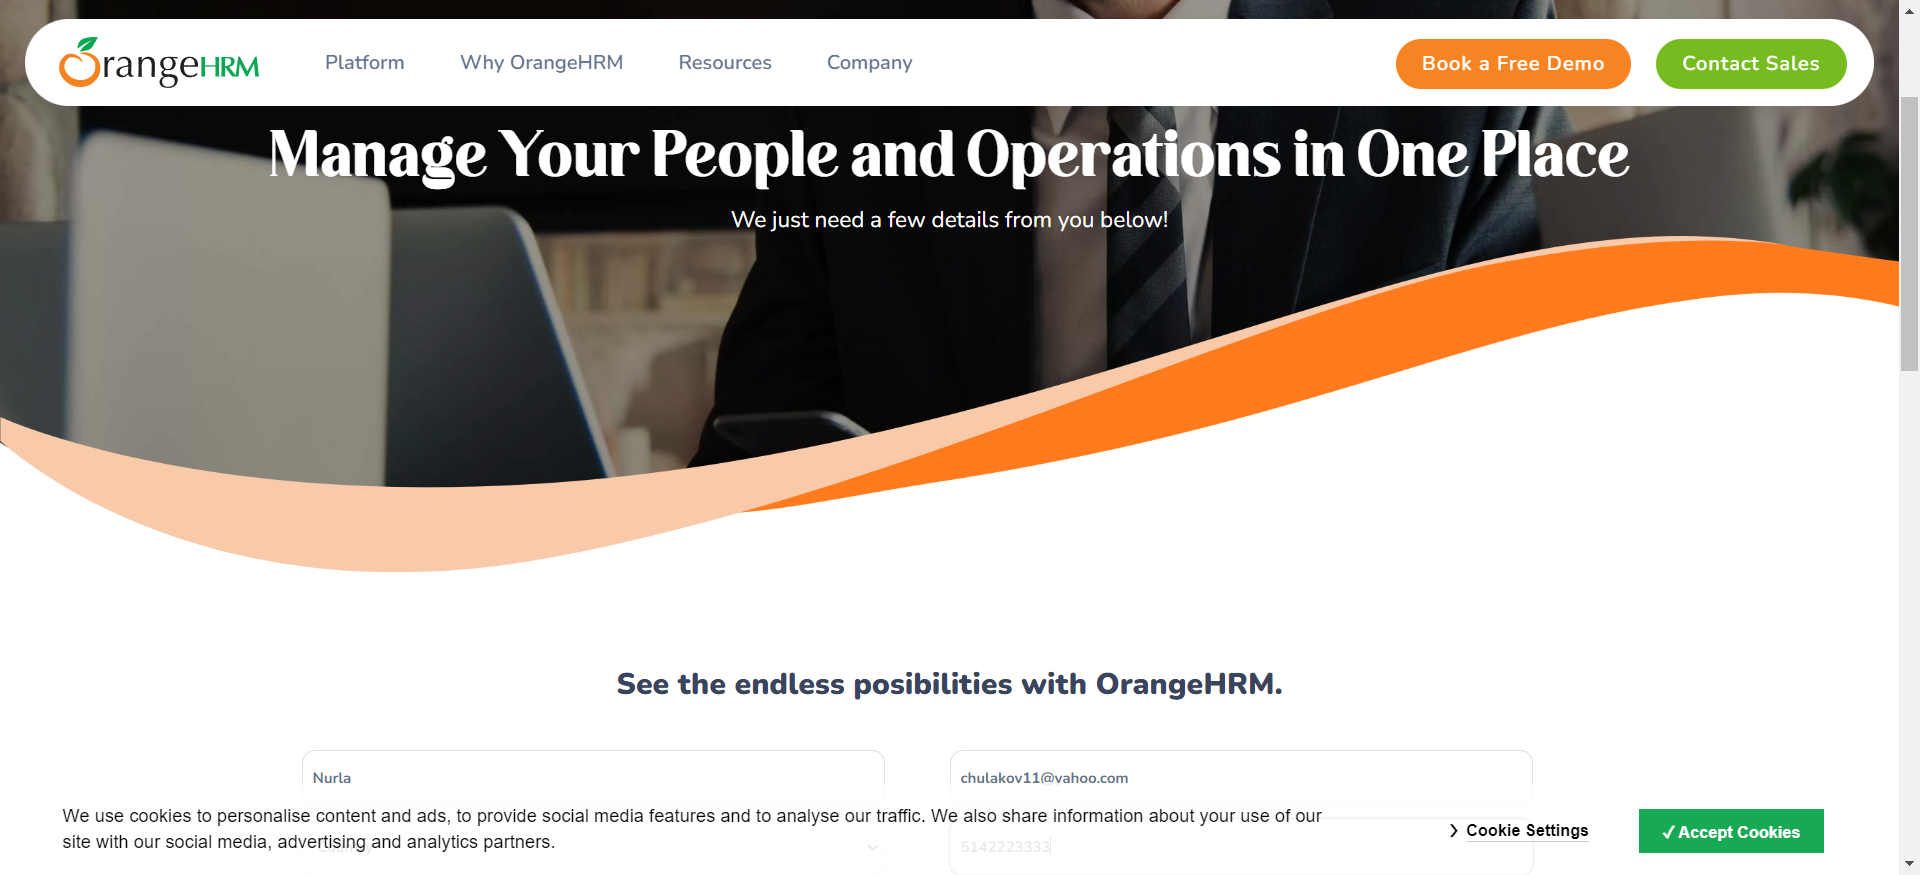 OrangeHRM
Platform
Why OrangeHRM
Resources
Company
Book a Free Demo
Contact Sales
Manage Your People and Operations in One Place
We just need a few details from you below!
See the endless posibilities with OrangeHRM.
Nurla
chulakov11@yahoo.com
We use cookies to personalise content and ads, to provide social media features and to analyse our traffic. We also share information about your use of our
site with our social media, advertising and analytics partners.
Cookie Settings
✓ Accept Cookies
5142223333